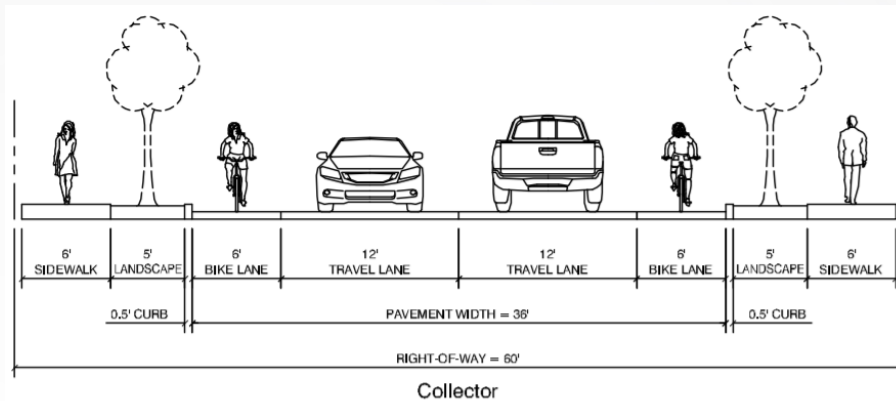 6' 5' 6' 12' 12' 6' 5' 6'
SIDEWALK LANDSCAPE BIKE LANE TRAVEL LANE TRAVEL LANE BIKE LANE LANDSCAPE SIDEWALK
0.5' CURB PAVEMENT WIDTH = 36' 0.5' CURB
RIGHT-OF-WAY = 60'
Collector